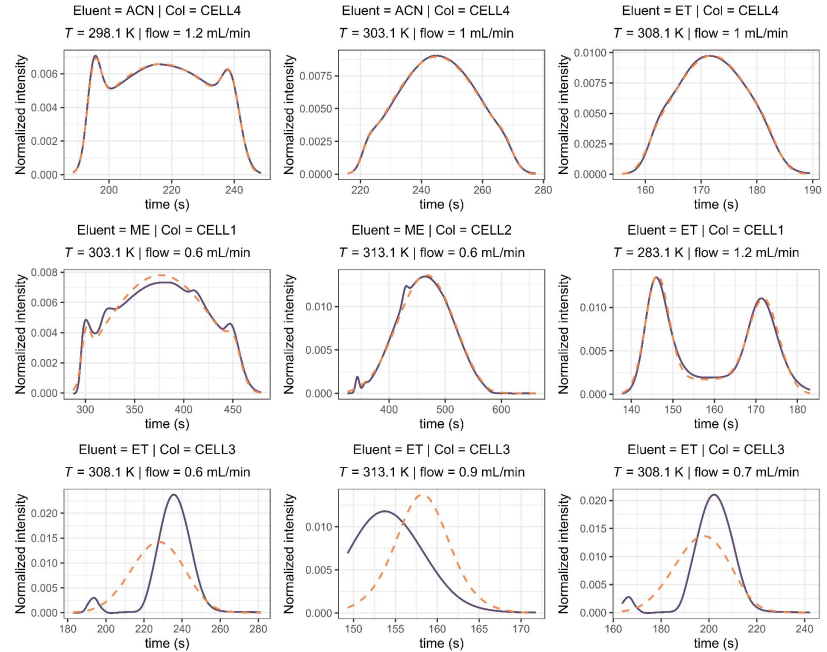 Eluent = ACN | Col = CELL4
T = 298.1 K | flow = 1.2 mL/min
Normalized intensity
0.006
0.004
0.002
0.000
200 220 240
time (s)
Eluent = ACN | Col = CELL4
T = 303.1 K | flow = 1 mL/min
Normalized intensity
0.0075
0.0050
0.0025
0.0000
220 240 260 280
time (s)
Eluent = ET | Col = CELL4
T = 308.1 K | flow = 1 mL/min
Normalized intensity
0.0100
0.0075
0.0050
0.0025
0.0000
160 170 180 190
time (s)
Eluent = ME | Col = CELL1
T = 303.1 K | flow = 0.6 mL/min
Normalized intensity
0.008
0.006
0.004
0.002
0.000
300 350 400 450
time (s)
Eluent = ME | Col = CELL2
T = 313.1 K | flow = 0.6 mL/min
Normalized intensity
0.010
0.005
0.000
400 500 600
time (s)
Eluent = ET | Col = CELL1
T = 283.1 K | flow = 1.2 mL/min
Normalized intensity
0.010
0.005
0.000
140 150 160 170 180
time (s)
Eluent = ET | Col = CELL3
T = 308.1 K | flow = 0.6 mL/min
Normalized intensity
0.020
0.015
0.010
0.005
0.000
180 200 220 240 260 280
time (s)
Eluent = ET | Col = CELL3
T = 313.1 K | flow = 0.9 mL/min
Normalized intensity
0.010
0.005
0.000
150 155 160 165 170
time (s)
Eluent = ET | Col = CELL3
T = 308.1 K | flow = 0.7 mL/min
Normalized intensity
0.020
0.015
0.010
0.005
0.000
160 180 200 220 240
time (s)